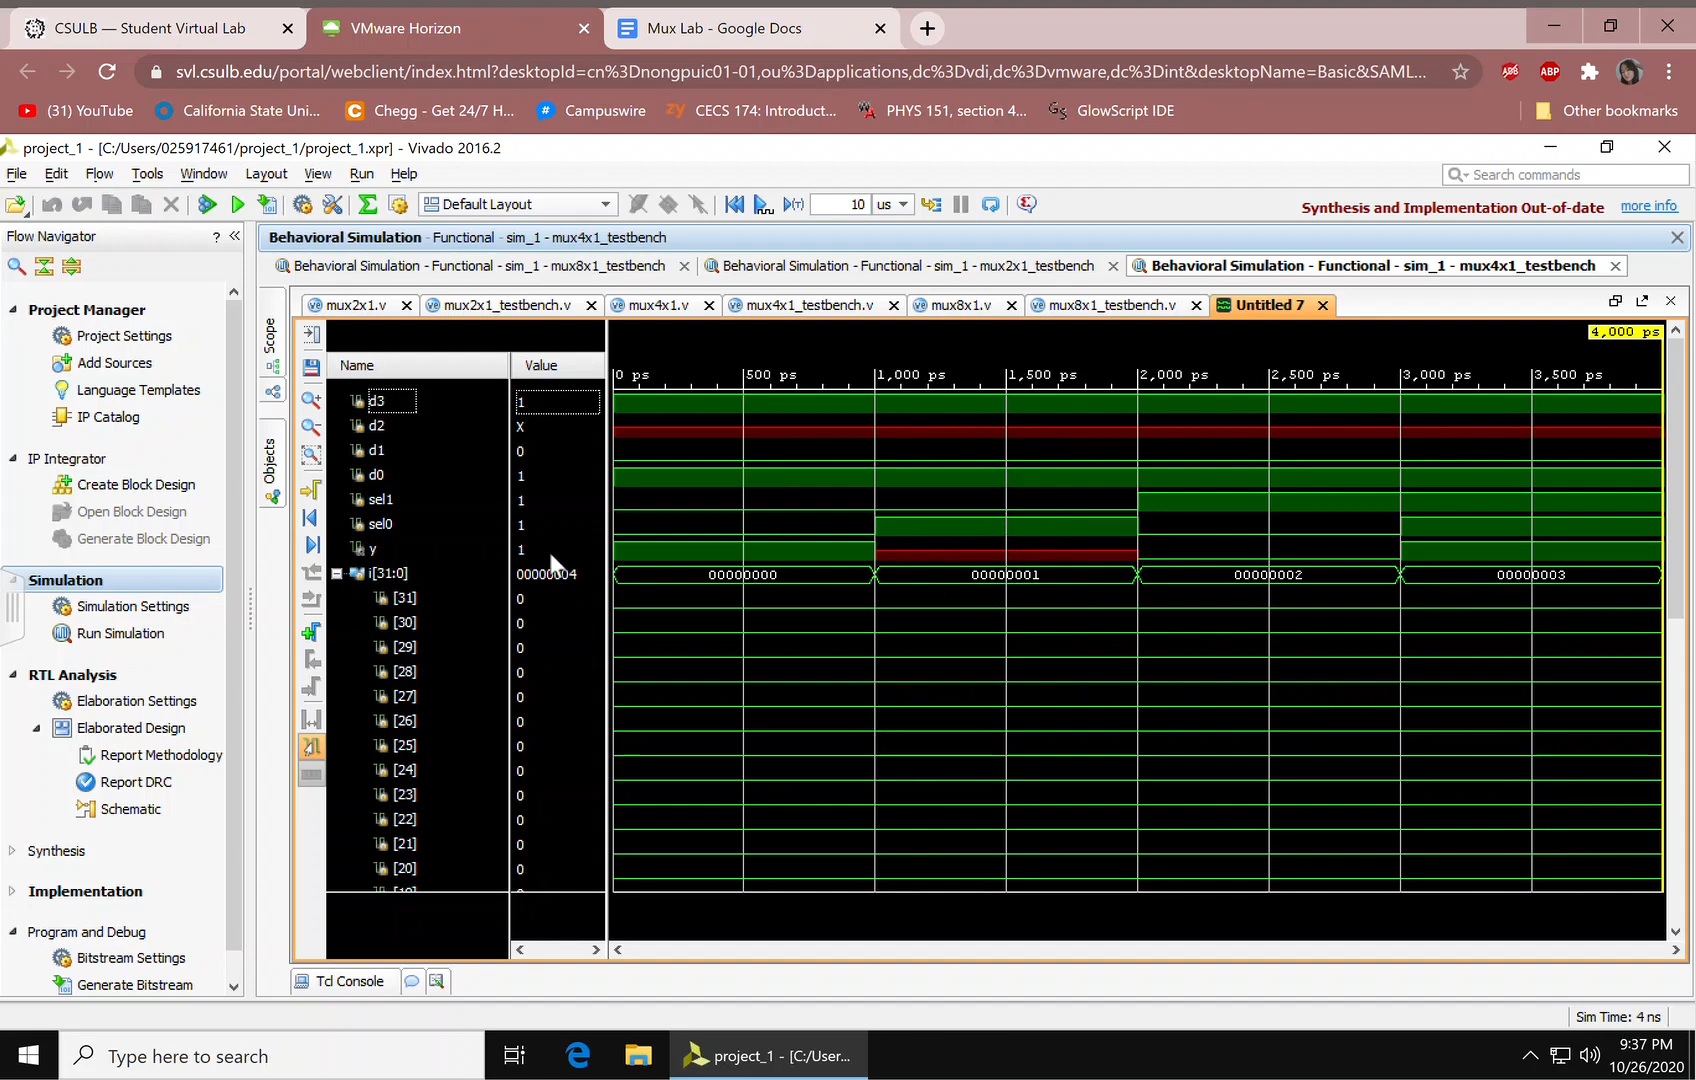 CSULB — Student Virtual Lab
VMware Horizon
Mux Lab - Google Docs
svl.csulb.edu/portal/webclient/index.html?desktopId=cn%3Dnongpuic01-01,ou%3Dapplications,dc%3Dvdi,dc%3Dvmware,dc%3Dint&desktopName=Basic&SAML...
ABP
(31) YouTube
California State Uni...
Chegg - Get 24/7 H...
Campuswire
zy CECS 174: Introduct...
PHYS 151, section 4...
GlowScript IDE
Other bookmarks
project_1 - [C:/Users/025917461/project_1/project_1.xpr] - Vivado 2016.2
File Edit Flow Tools Window Layout View Run Help
Search commands
Default Layout
10 us
Synthesis and Implementation Out-of-date more info
Flow Navigator
Project Manager
Project Settings
Add Sources
Language Templates
IP Catalog
IP Integrator
Create Block Design
Open Block Design
Generate Block Design
Simulation
Simulation Settings
Run Simulation
RTL Analysis
Elaboration Settings
Elaborated Design
Report Methodology
Report DRC
Schematic
Synthesis
Implementation
Program and Debug
Bitstream Settings
Generate Bitstream
Behavioral Simulation - Functional - sim_1 - mux4x1_testbench
Behavioral Simulation - Functional - sim_1 - mux8x1_testbench
Behavioral Simulation - Functional - sim_1 - mux2x1_testbench
Behavioral Simulation - Functional - sim_1 - mux4x1_testbench
mux2x1.v
mux2x1_testbench.v
mux4x1.v
mux4x1_testbench.v
mux8x1.v
mux8x1_testbench.v
Untitled 7
Scope
Objects
4,000 ps
Name Value
0 ps 500 ps 1,000 ps 1,500 ps 2,000 ps 2,500 ps 3,000 ps 3,500 ps
d3 1
d2 X
d1 0
d0 1
sel1 1
sel0 1
y 1
i[31:0] 00000004 00000000 00000001 00000002 00000003
[31] 0
[30] 0
[29] 0
[28] 0
[27] 0
[26] 0
[25] 0
[24] 0
[23] 0
[22] 0
[21] 0
[20] 0
Tcl Console
Sim Time: 4 ns
Type here to search
project_1 - [C:/User...
9:37 PM
10/26/2020